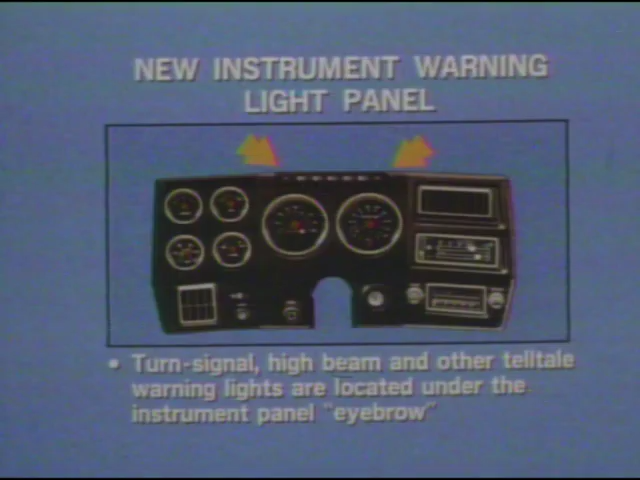 NEW INSTRUMENT WARNING
LIGHT PANEL
• Turn-signal, high beam and other telltale
warning lights are located under the
instrument panel "eyebrow"